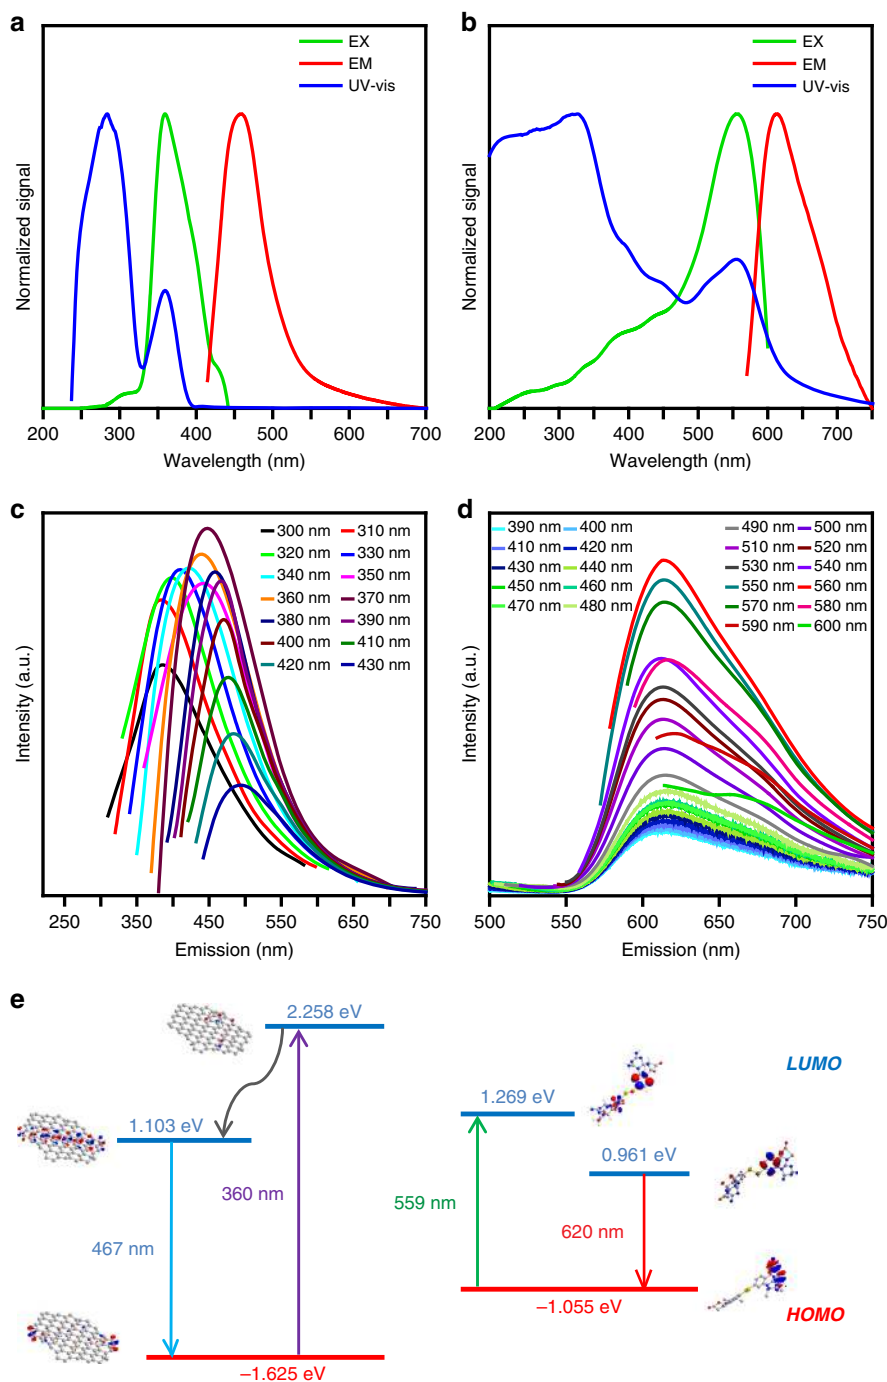 a
EX
EM
UV-vis
Normalized signal
200 300 400 500 600 700
Wavelength (nm)
b
EX
EM
UV-vis
Normalized signal
200 300 400 500 600 700
Wavelength (nm)
c
300 nm 310 nm
320 nm 330 nm
340 nm 350 nm
360 nm 370 nm
380 nm 390 nm
400 nm 410 nm
420 nm 430 nm
Intensity (a.u.)
250 350 450 550 650 750
Emission (nm)
d
390 nm 400 nm 490 nm 500 nm
410 nm 420 nm 510 nm 520 nm
430 nm 440 nm 530 nm 540 nm
450 nm 460 nm 550 nm 560 nm
470 nm 480 nm 570 nm 580 nm
590 nm 600 nm
Intensity (a.u.)
500 550 600 650 700 750
Emission (nm)
e
2.258 eV
1.103 eV
360 nm
467 nm
–1.625 eV
LUMO
1.269 eV
0.961 eV
559 nm
620 nm
–1.055 eV
HOMO